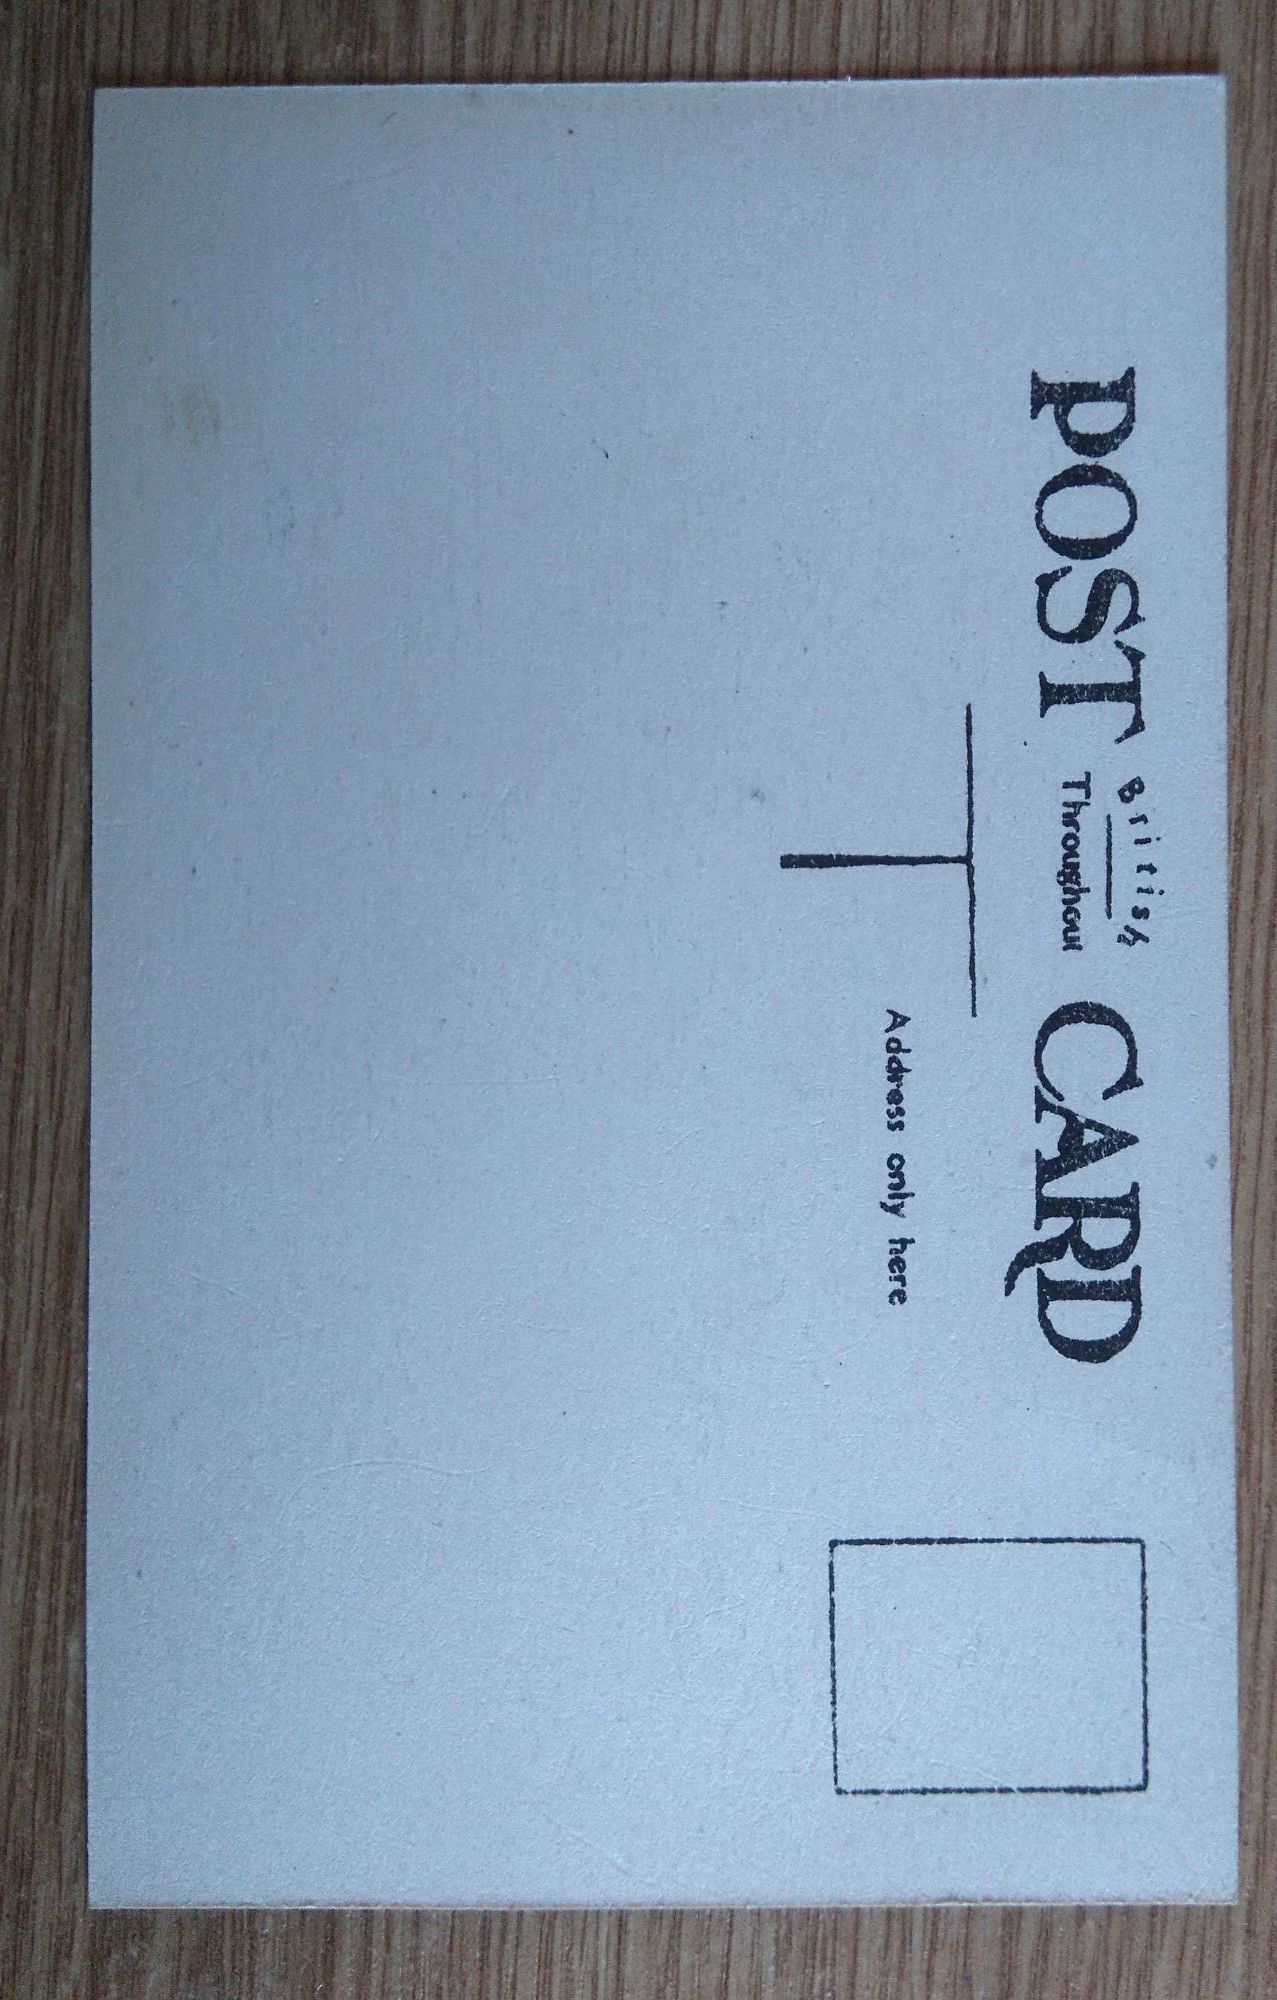 POST CARD
British
Throughout
Address only here